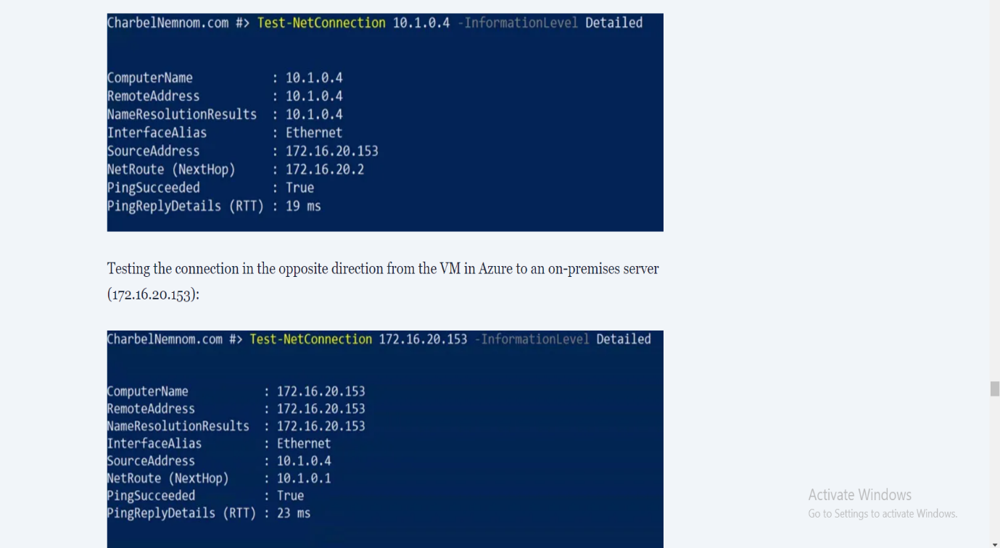 CharbelNemnom.com #> Test-NetConnection 10.1.0.4 -InformationLevel Detailed
ComputerName : 10.1.0.4
RemoteAddress : 10.1.0.4
NameResolutionResults : 10.1.0.4
InterfaceAlias : Ethernet
SourceAddress : 172.16.20.153
NetRoute (NextHop) : 172.16.20.2
PingSucceeded : True
PingReplyDetails (RTT) : 19 ms
Testing the connection in the opposite direction from the VM in Azure to an on-premises server
(172.16.20.153):
CharbelNemnom.com #> Test-NetConnection 172.16.20.153 -InformationLevel Detailed
ComputerName : 172.16.20.153
RemoteAddress : 172.16.20.153
NameResolutionResults : 172.16.20.153
InterfaceAlias : Ethernet
SourceAddress : 10.1.0.4
NetRoute (NextHop) : 10.1.0.1
PingSucceeded : True
PingReplyDetails (RTT) : 23 ms
Activate Windows
Go to Settings to activate Windows.